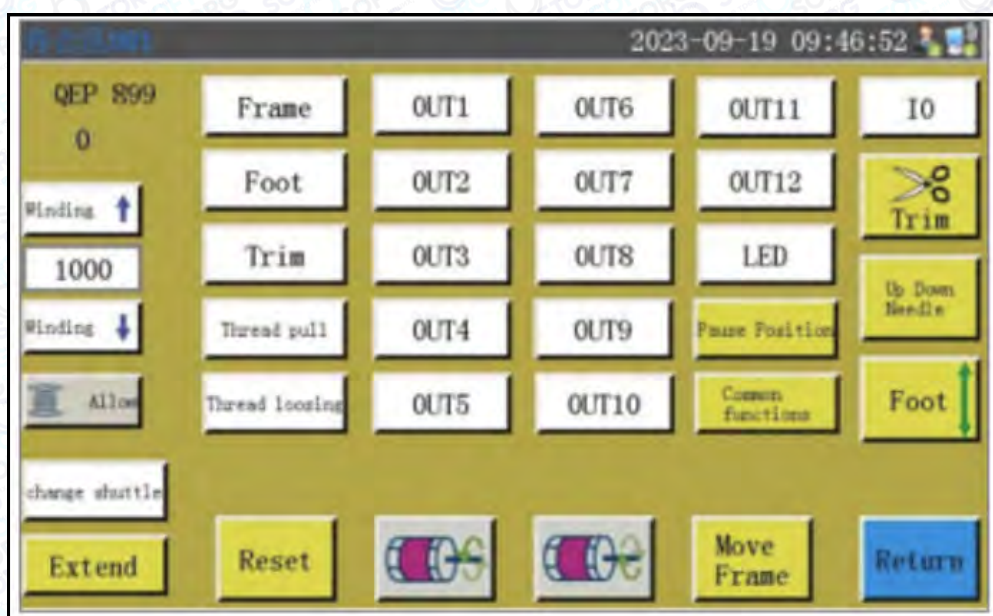 2023-09-19 09:46:52
QEP 899
0
Frame
OUT1
OUT6
OUT11
IO
Winding
Foot
OUT2
OUT7
OUT12
Trim
1000
Trim
OUT3
OUT8
LED
Up Down
Needle
Winding
Thread pull
OUT4
OUT9
Pause Position
Allow
Thread loosing
OUT5
OUT10
Common
functions
Foot
change shuttle
Extend
Reset
Move
Frame
Return